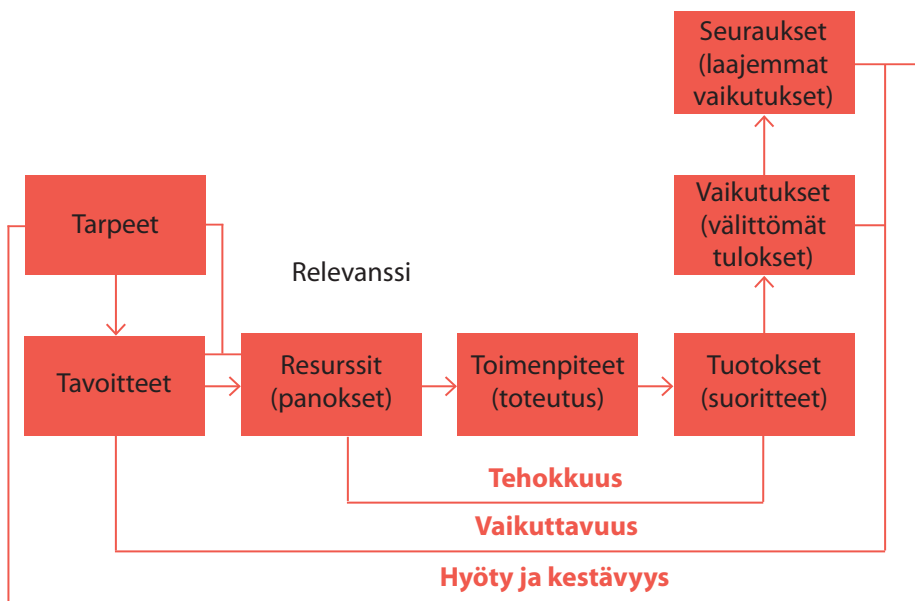 Seuraukset
(laajemmat
vaikutukset)
Tarpeet
Vaikutukset
(välittömät
tulokset)
Relevanssi
Tavoitteet
Resurssit
(panokset)
Toimenpiteet
(toteutus)
Tuotokset
(suoritteet)
Tehokkuus
Vaikuttavuus
Hyöty ja kestävyys